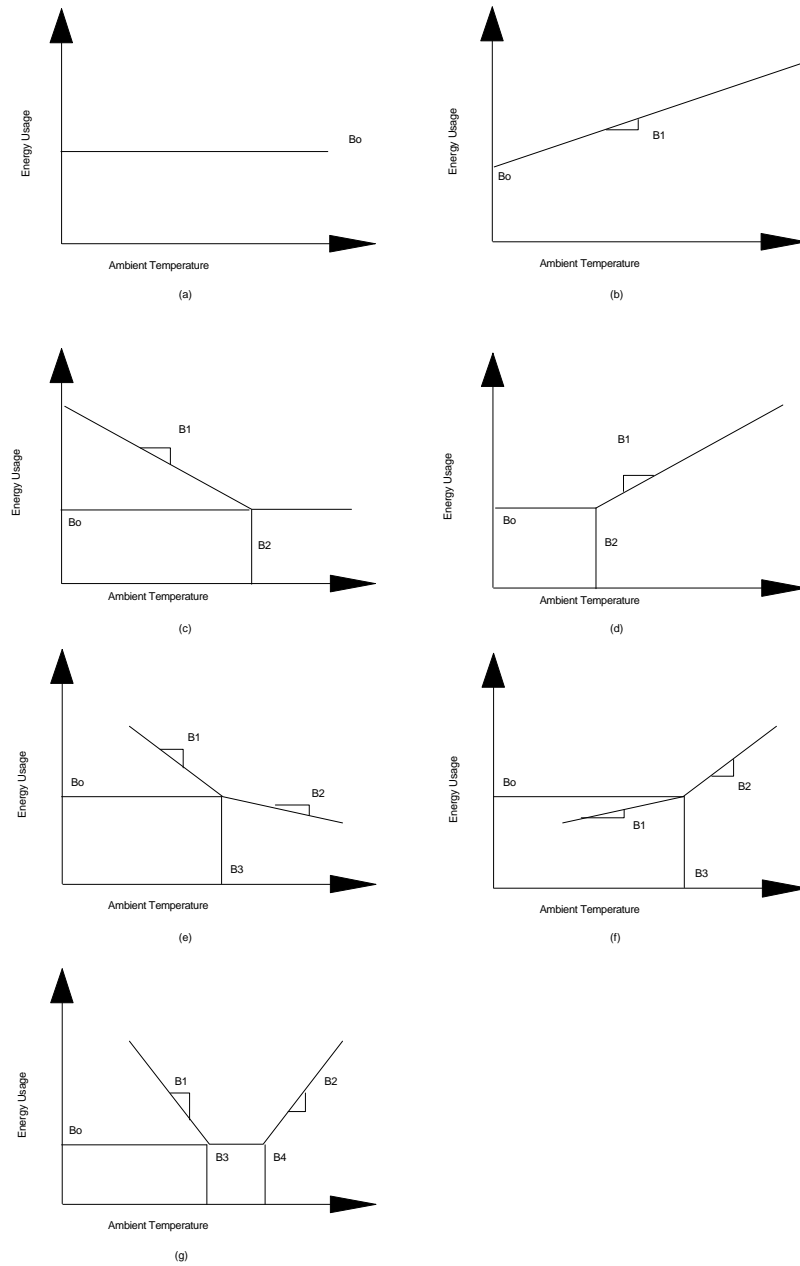 Energy Usage
Bo
Ambient Temperature
(a)
Energy Usage
B1
Bo
Ambient Temperature
(b)
Energy Usage
B1
Bo
B2
Ambient Temperature
(c)
Energy Usage
B1
Bo
B2
Ambient Temperature
(d)
Energy Usage
B1
Bo
B2
B3
Ambient Temperature
(e)
Energy Usage
Bo
B2
B1
B3
Ambient Temperature
(f)
Energy Usage
B1
B2
Bo
B3
B4
Ambient Temperature
(g)